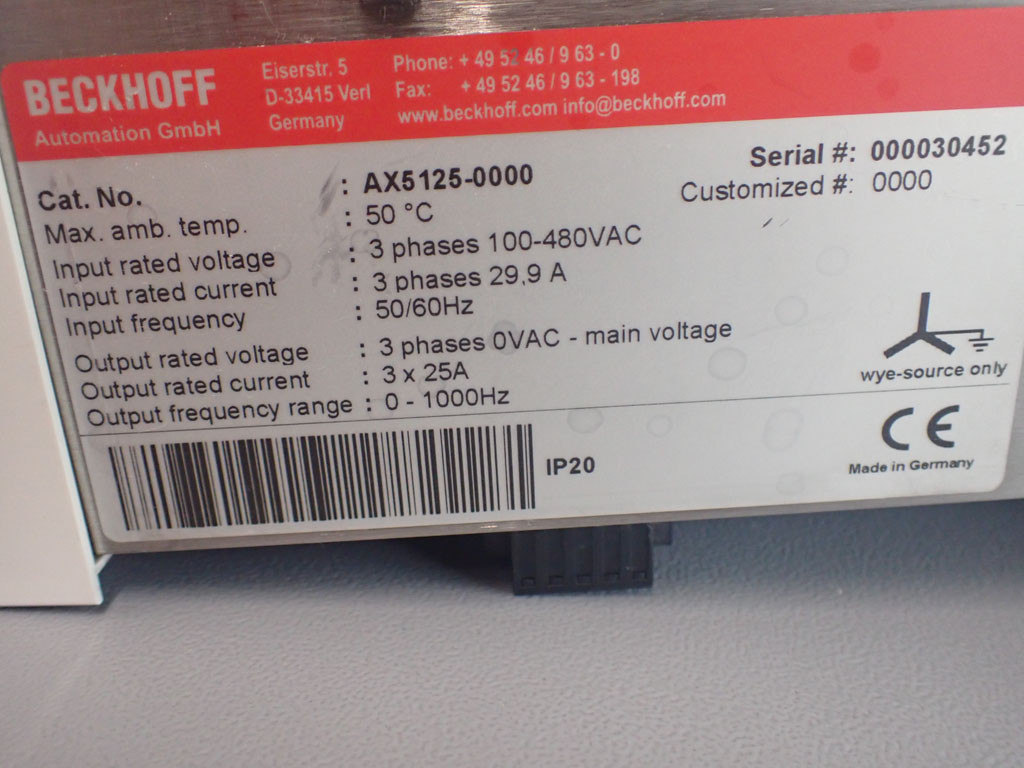 BECKHOFF
Automation GmbH
Eiserstr. 5
D-33415 Verl
Germany
Phone: + 49 52 46 / 9 63 - 0
Fax: + 49 52 46 / 9 63 - 198
www.beckhoff.com info@beckhoff.com
Serial #: 000030452
Customized #: 0000
Cat. No. : AX5125-0000
Max. amb. temp. : 50 °C
Input rated voltage : 3 phases 100-480VAC
Input rated current : 3 phases 29,9 A
Input frequency : 50/60Hz
Output rated voltage : 3 phases 0VAC - main voltage
Output rated current : 3 x 25A
Output frequency range : 0 - 1000Hz
wye-source only
IP20
CE
Made in Germany